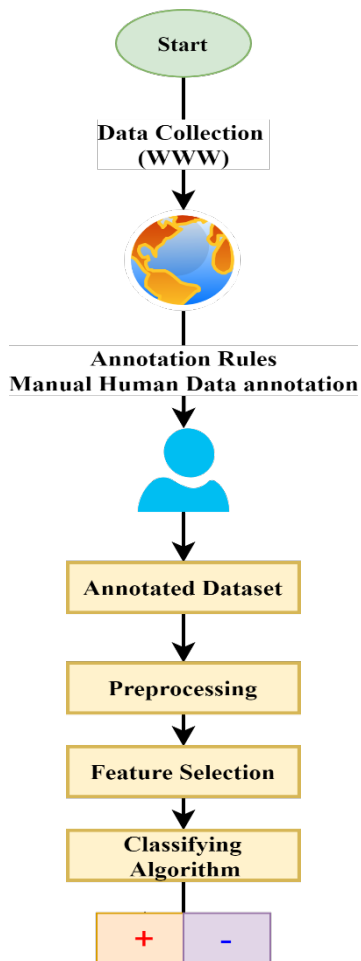 Start
Data Collection
(WWW)
Annotation Rules
Manual Human Data annotation
Annotated Dataset
Preprocessing
Feature Selection
Classifying
Algorithm
+ -